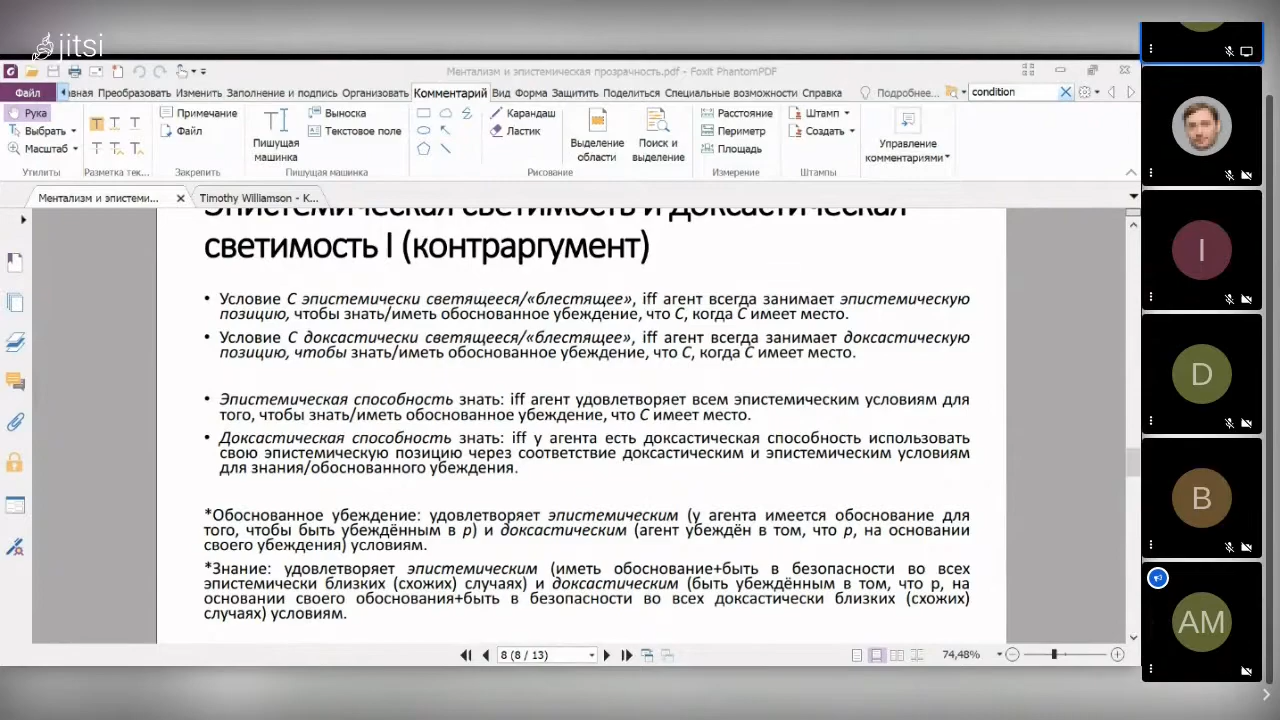 jitsi
Ментализм и эпистемическая прозрачность.pdf - Foxit PhantomPDF
Файл
авная Преобразовать Изменить Заполнение и подпись Организовать Комментарий Вид Форма Защитить Поделиться Специальные возможности Справка Подробнее... condition
Рука
Выбрать
Масштаб
Утилиты
T T T
T T T
Разметка тек...
Примечание
Файл
Закрепить
Пишущая
машинка
Выноска
Текстовое поле
Пишущая машинка
Карандаш
Ластик
Выделение
области
Поиск и
выделение
Рисование
Расстояние
Периметр
Площадь
Измерение
Штамп
Создать
Штампы
Управление
комментариями
Ментализм и эпистеми...
Timothy Williamson - K...
Эпистемическая светимость и доксастическая
светимость I (контраргумент)
• Условие C эпистемически светящееся/«блестящее», iff агент всегда занимает эпистемическую
позицию, чтобы знать/иметь обоснованное убеждение, что C, когда C имеет место.
• Условие C доксастически светящееся/«блестящее», iff агент всегда занимает доксастическую
позицию, чтобы знать/иметь обоснованное убеждение, что C, когда C имеет место.
• Эпистемическая способность знать: iff агент удовлетворяет всем эпистемическим условиям для
того, чтобы знать/иметь обоснованное убеждение, что C имеет место.
• Доксастическая способность знать: iff у агента есть доксастическая способность использовать
свою эпистемическую позицию через соответствие доксастическим и эпистемическим условиям
для знания/обоснованного убеждения.
*Обоснованное убеждение: удовлетворяет эпистемическим (у агента имеется обоснование для
того, чтобы быть убеждённым в p) и доксастическим (агент убеждён в том, что p, на основании
своего убеждения) условиям.
*Знание: удовлетворяет эпистемическим (иметь обоснование+быть в безопасности во всех
эпистемически близких (схожих) случаях) и доксастическим (быть убеждённым в том, что p, на
основании своего обоснования+быть в безопасности во всех доксастически близких (схожих)
случаях) условиям.
8 (8 / 13)
74,48%
I
D
B
AM